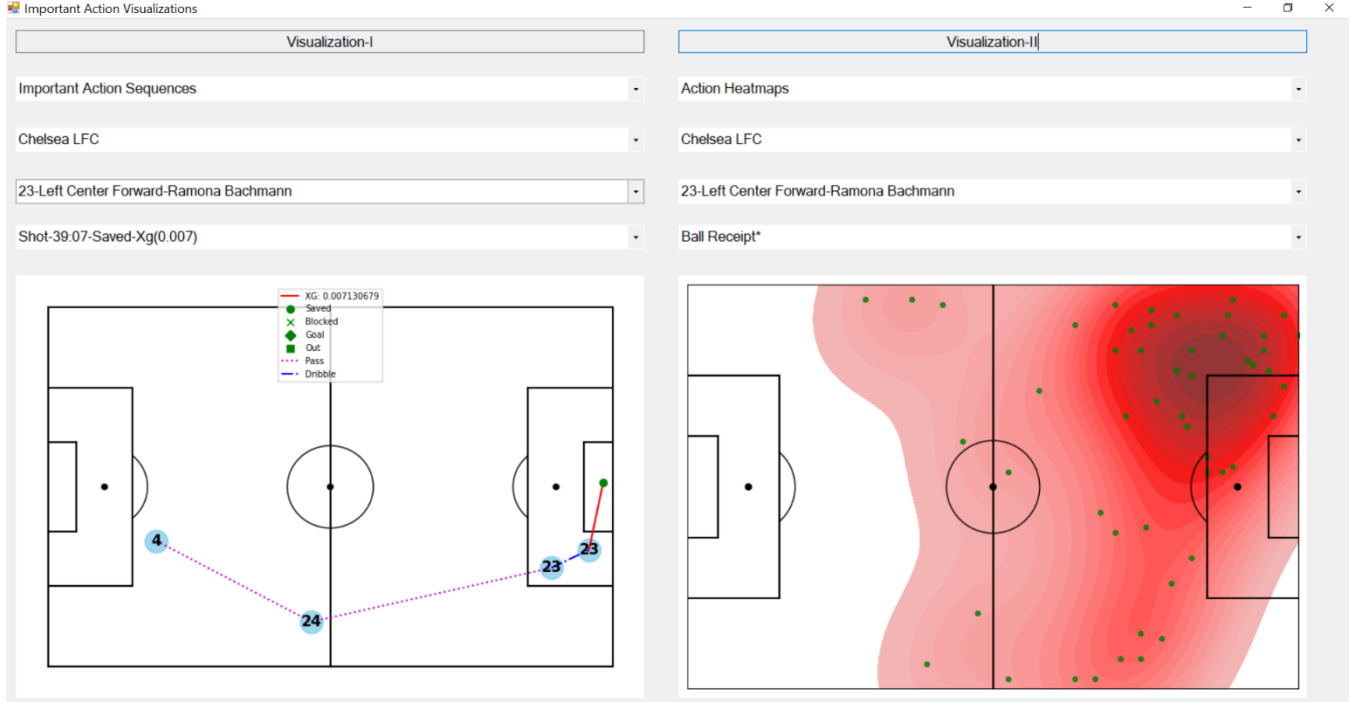 Important Action Visualizations
Visualization-I
Visualization-II
Important Action Sequences
Action Heatmaps
Chelsea LFC
Chelsea LFC
23-Left Center Forward-Ramona Bachmann
23-Left Center Forward-Ramona Bachmann
Shot-39:07-Saved-Xg(0.007)
Ball Receipt*
XG: 0.007130679
Saved
Blocked
Goal
Out
Pass
Dribble
4
23
23
24